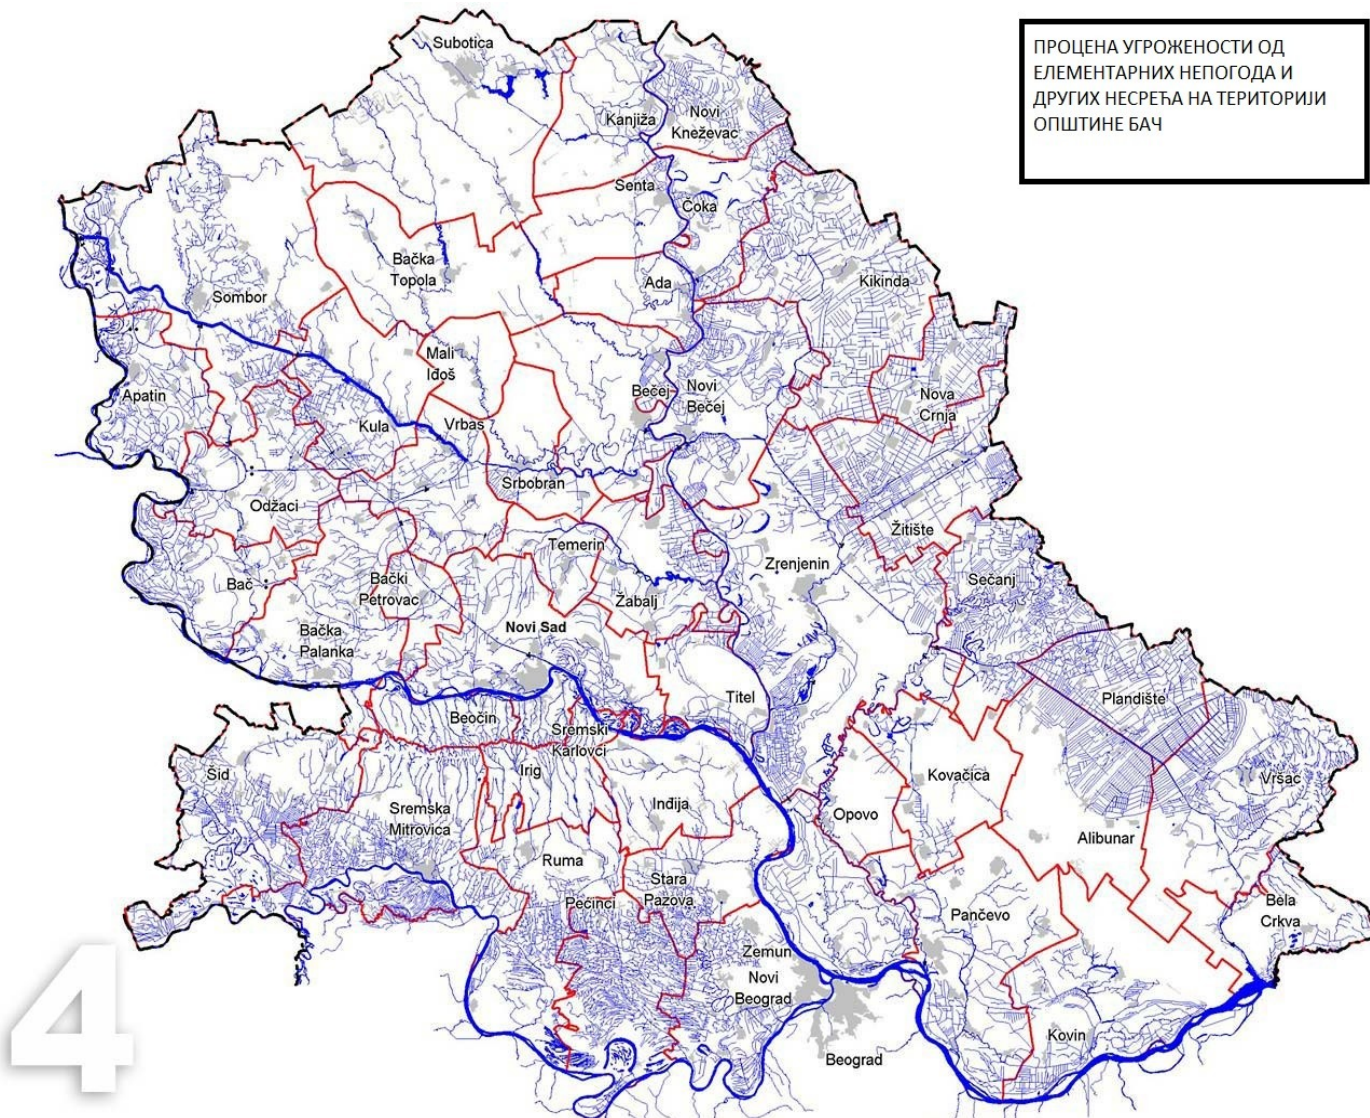 ПРОЦЕНА УГРОЖЕНОСТИ ОД
ЕЛЕМЕНТАРНИХ НЕПОГОДА И
ДРУГИХ НЕСРЕЋА НА ТЕРИТОРИЈИ
ОПШТИНЕ БАЧ
Subotica
Kanjiža
Novi
Kneževac
Senta
Čoka
Bačka
Topola
Ada
Kikinda
Sombor
Mali
Iđoš
Apatin
Bečej
Novi
Bečej
Nova
Crnja
Kula
Vrbas
Srbobran
Odžaci
Žitište
Temerin
Zrenjenin
Bač
Bački
Petrovac
Sečanj
Žabalj
Bačka
Palanka
Novi Sad
Titel
Plandište
Beočin
Sremski
Karlovci
Šid
Irig
Kovačica
Vršac
Sremska
Mitrovica
Inđija
Opovo
Alibunar
Ruma
Stara
Pazova
Pećinci
Pančevo
Bela
Crkva
Zemun
Novi
Beograd
Kovin
Beograd
4